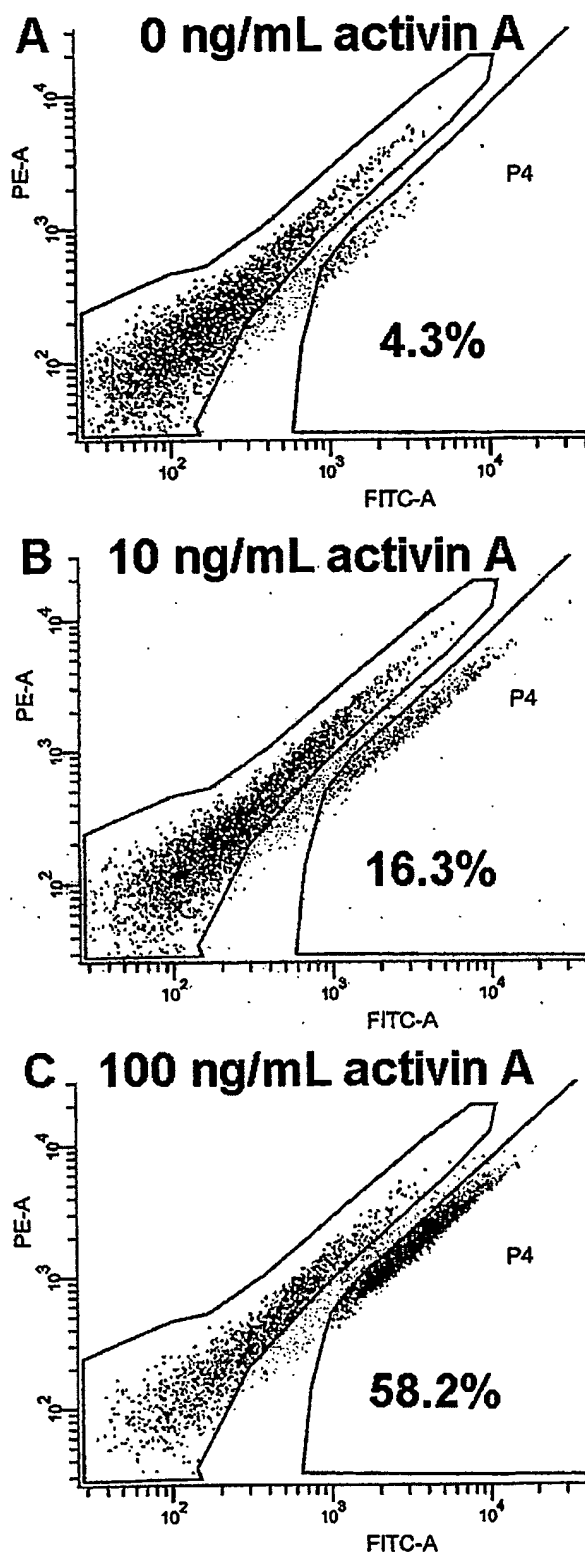 A 0 ng/mL activin A
PE-A
10⁴
10³
10²
P4
4.3%
10² 10³ 10⁴
FITC-A
B 10 ng/mL activin A
PE-A
10⁴
10³
10²
P4
16.3%
10² 10³ 10⁴
FITC-A
C 100 ng/mL activin A
PE-A
10⁴
10³
10²
P4
58.2%
10² 10³ 10⁴
FITC-A